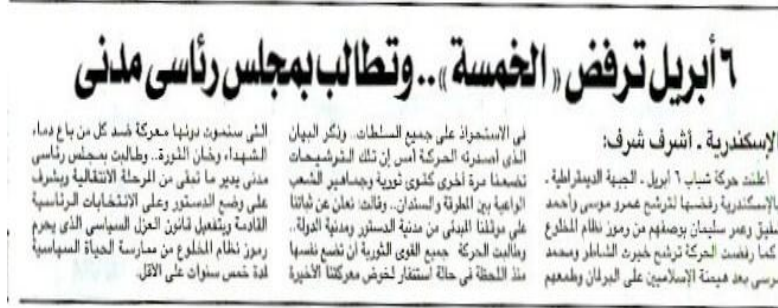 ٦ أبريل ترفض «الخمسة».. وتطالب بمجلس رئاسى مدنى
الإسكندرية - أشرف شرف:
أعلنت حركة شباب ٦ أبريل - الجبهة الديمقراطية -
بالإسكندرية رفضها لترشح عمرو موسى وأحمد
شفيق وعمر سليمان بوصفهم من رموز نظام المخلوع
كما رفضت الحركة ترشح خيرت الشاطر ومحمد
مرسى بعد هيمنة الإسلاميين على البرلمان وطمعهم
فى الاستحواذ على جميع السلطات.. وذكر البيان
الذى أصدرته الحركة أمس إن تلك الترشيحات
تضعنا مرة أخرى كقوى ثورية وجماهير الشعب
الواعية بين المطرقة والسندان.. وقالت: نعلن عن ثباتنا
على موقفنا المبدئى من مدنية الدستور ومدنية الدولة..
وطالبت الحركة جميع القوى الثورية أن تضع نفسها
منذ اللحظة فى حالة استنفار لخوض معركتنا الأخيرة
التى سنموت دونها معركة ضد كل من باع دماء
الشهداء وخان الثورة.. وطالبت بمجلس رئاسى
مدنى يدير ما تبقى من المرحلة الانتقالية ويشرف
على وضع الدستور وعلى الانتخابات الرئاسية
القادمة وبتفعيل قانون العزل السياسى الذى يحرم
رموز نظام المخلوع من ممارسة الحياة السياسية
لمدة خمس سنوات على الأقل.